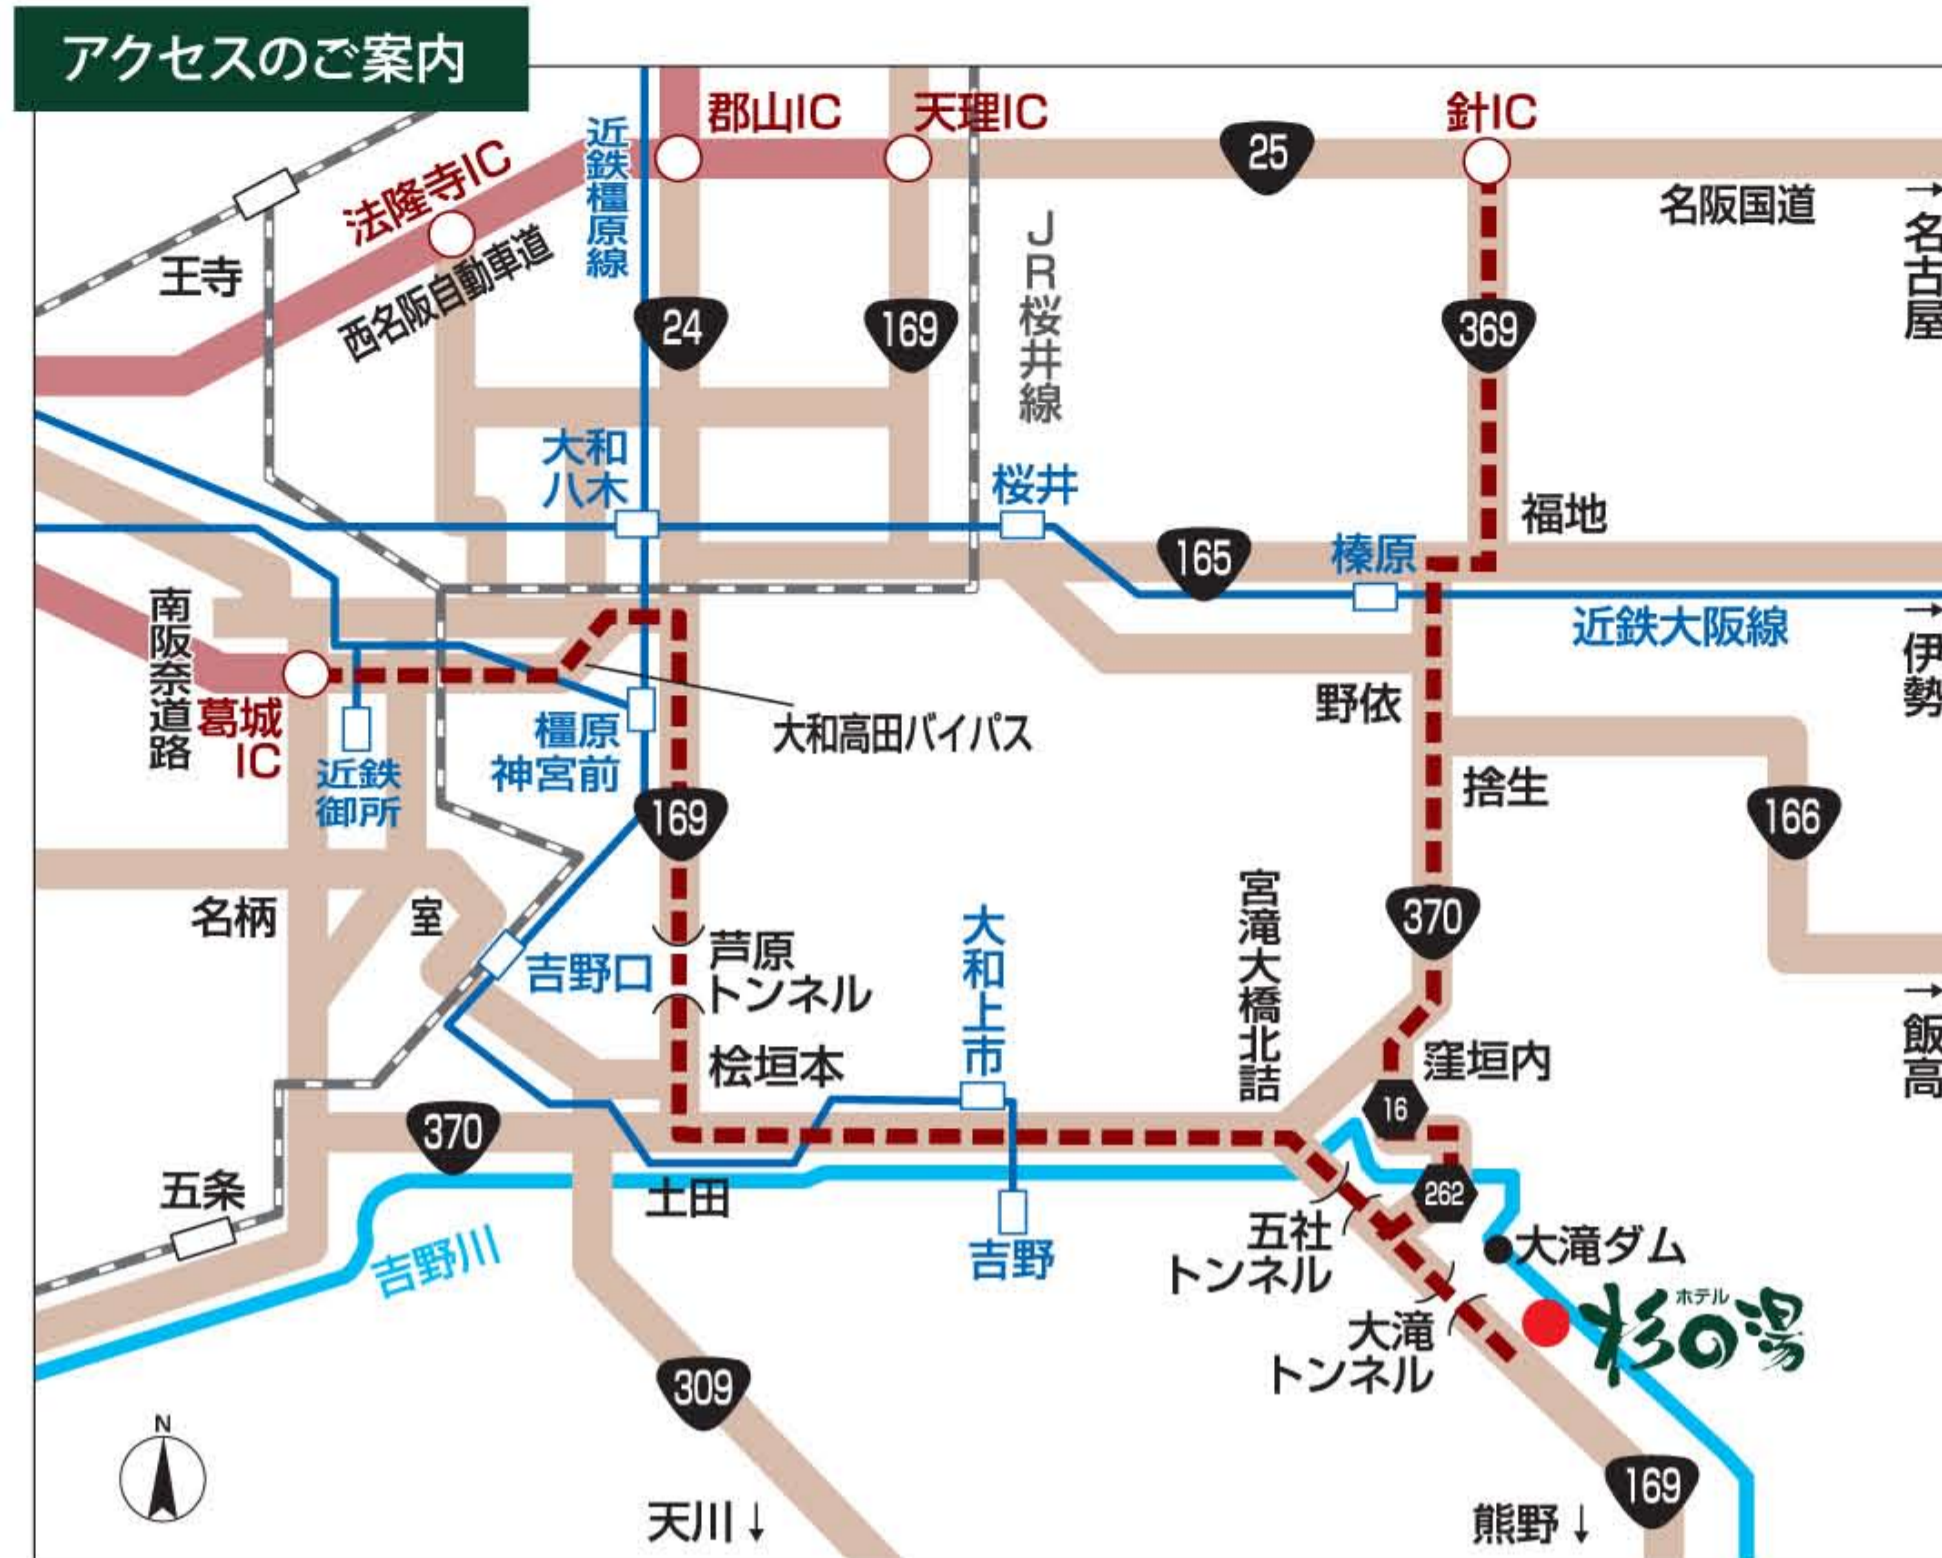 アクセスのご案内
郡山IC
天理IC
針IC
25
法隆寺IC
近鉄橿原線
名阪国道
→名古屋
王寺
西名阪自動車道
JR桜井線
24
169
369
大和
八木
桜井
福地
165
榛原
近鉄大阪線
→伊勢
南阪奈道路
葛城
IC
近鉄
御所
橿原
神宮前
大和高田バイパス
野依
捨生
169
166
名柄
室
吉野口
芦原
トンネル
大和上市
宮滝大橋北詰
370
→飯高
桧垣本
窪垣内
16
370
262
五条
土田
吉野川
吉野
五社
トンネル
大滝ダム
大滝
トンネル
ホテル
杉の湯
309
N
169
天川↓
熊野↓